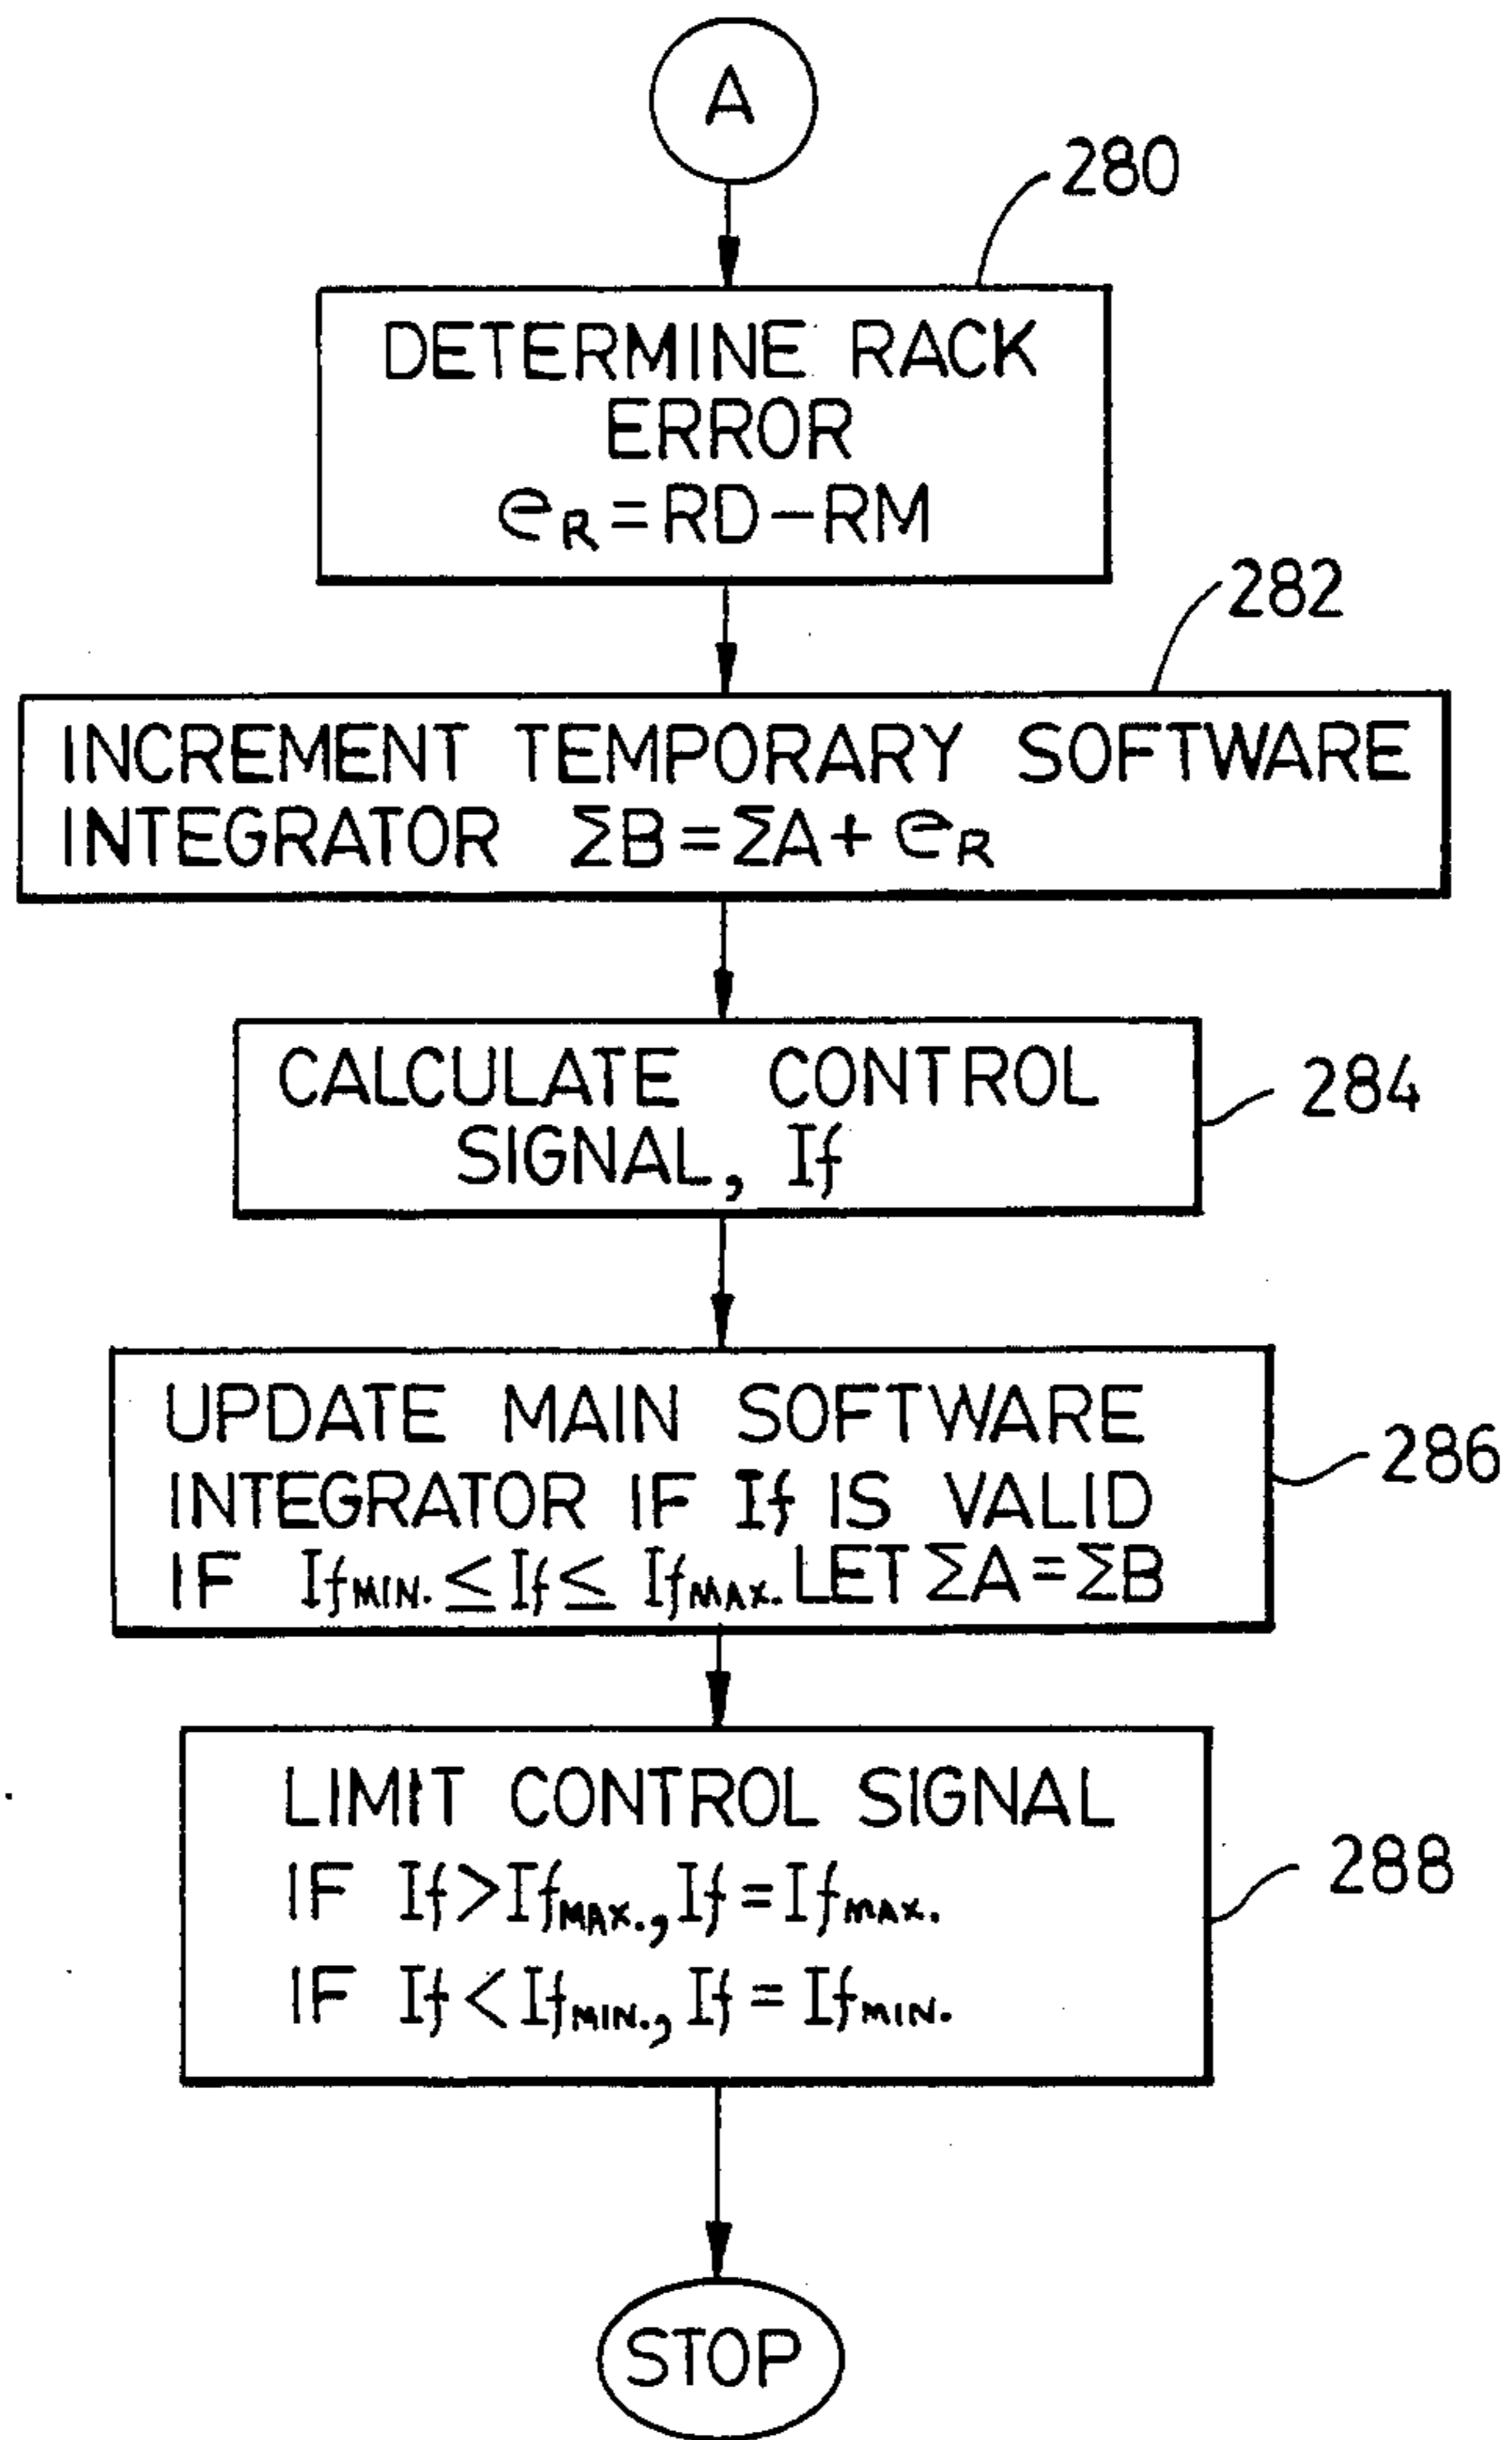 A
280
DETERMINE RACK
ERROR
eR = RD - RM
282
INCREMENT TEMPORARY SOFTWARE
INTEGRATOR ΣB = ΣA + eR
CALCULATE CONTROL
SIGNAL, If
284
UPDATE MAIN SOFTWARE
INTEGRATOR IF If IS VALID
IF IfMIN. ≤ If ≤ IfMAX. LET ΣA = ΣB
286
LIMIT CONTROL SIGNAL
IF If > IfMAX., If = IfMAX.
IF If < IfMIN., If = IfMIN.
288
STOP